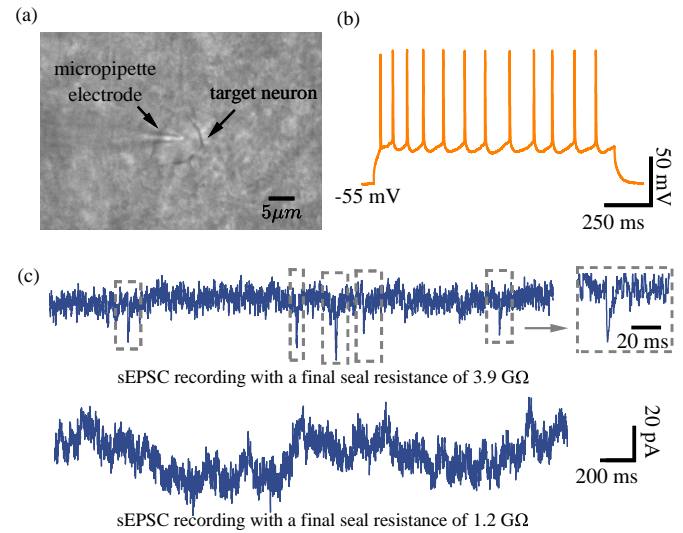 (a)
micropipette
electrode
target neuron
5μm
(b)
-55 mV
50 mV
250 ms
(c)
20 ms
sEPSC recording with a final seal resistance of 3.9 GΩ
20 pA
200 ms
sEPSC recording with a final seal resistance of 1.2 GΩ